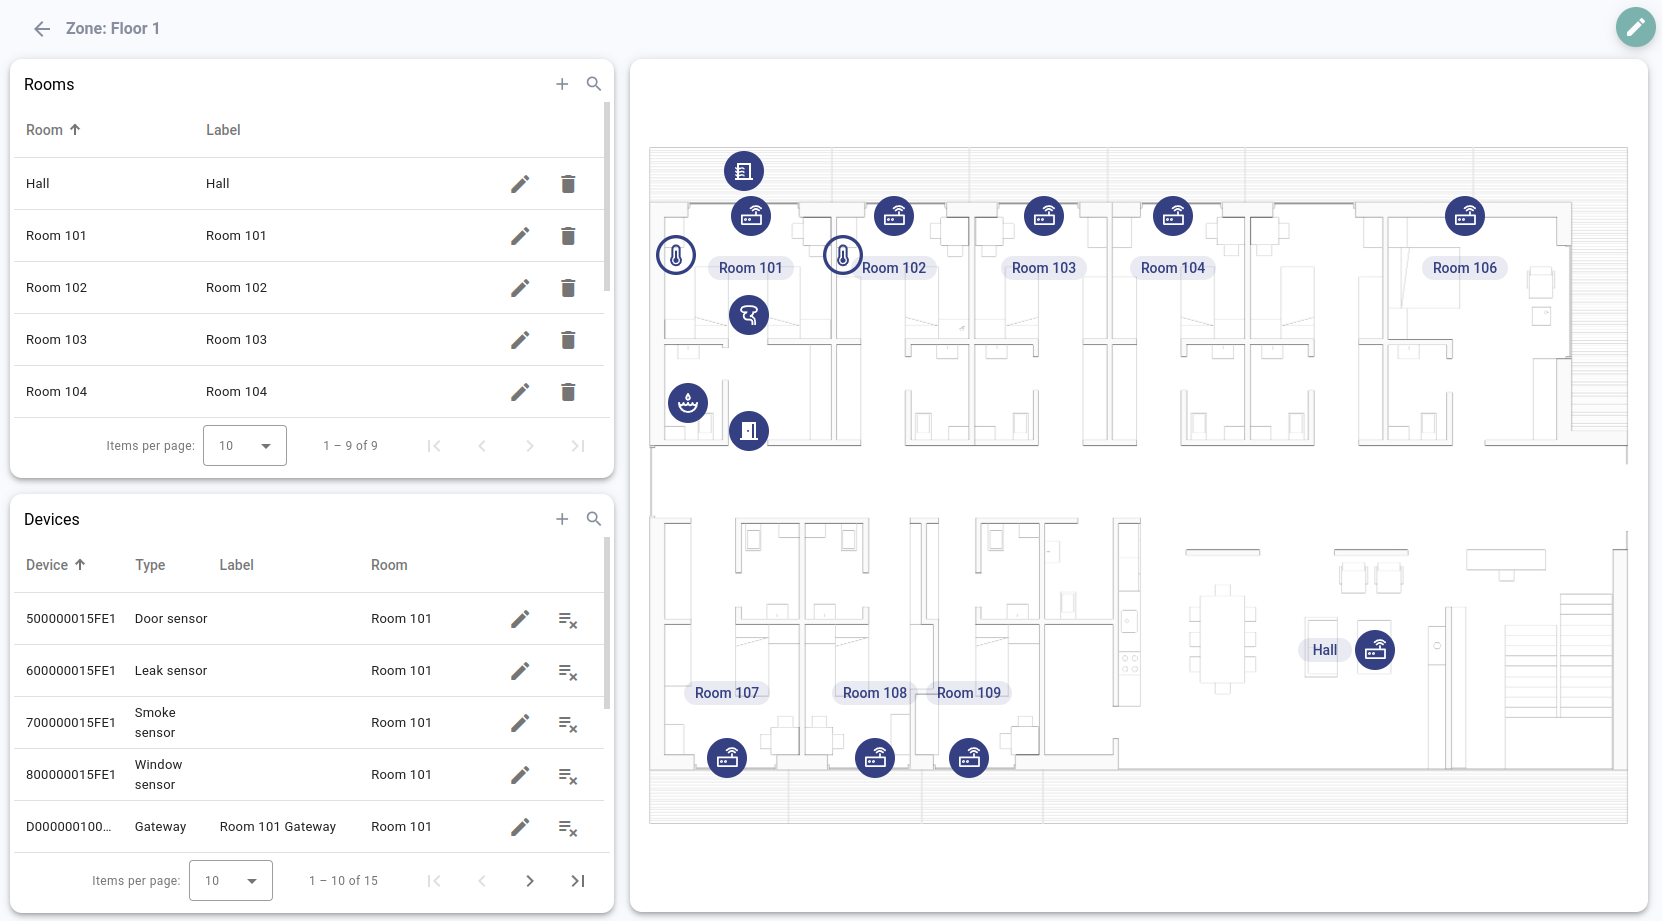 Zone: Floor 1
Rooms
Room Label
Hall Hall
Room 101 Room 101
Room 102 Room 102
Room 103 Room 103
Room 104 Room 104
Items per page: 10 1 – 9 of 9
Devices
Device Type Label Room
500000015FE1 Door sensor Room 101
600000015FE1 Leak sensor Room 101
700000015FE1 Smoke sensor Room 101
800000015FE1 Window sensor Room 101
D000000100... Gateway Room 101 Gateway Room 101
Items per page: 10 1 – 10 of 15
Room 101 Room 102 Room 103 Room 104 Room 106
Hall
Room 107 Room 108 Room 109